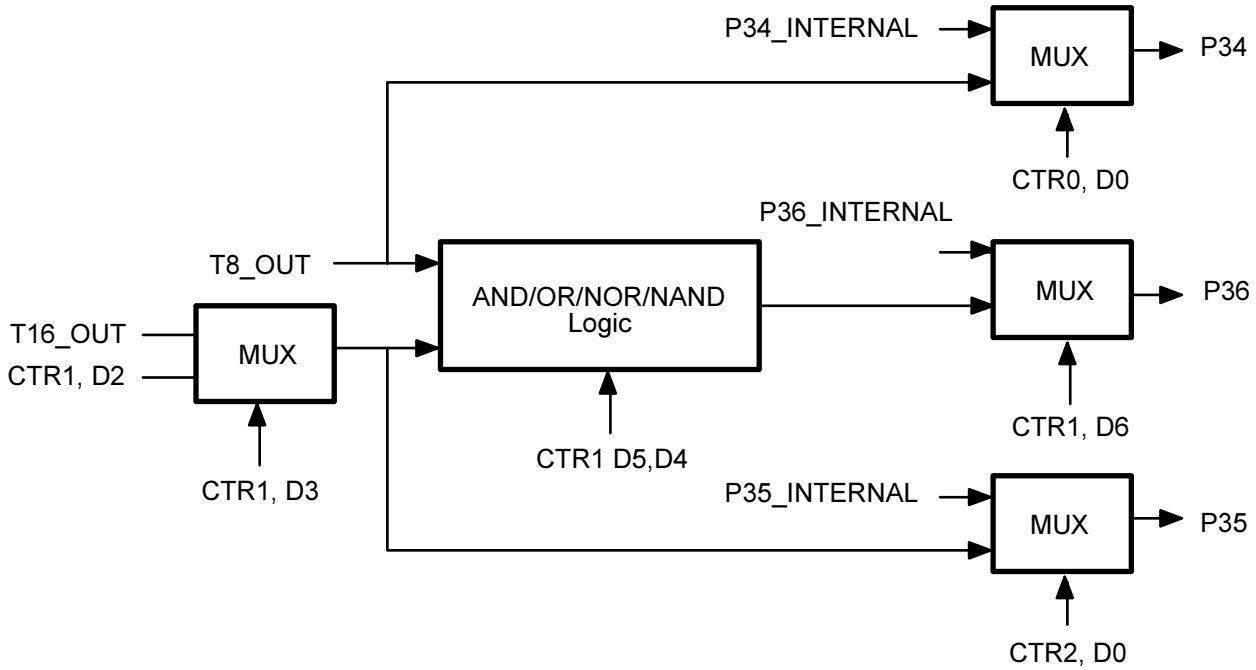 P34_INTERNAL
MUX
P34
CTR0, D0
P36_INTERNAL
T8_OUT
AND/OR/NOR/NAND
Logic
MUX
P36
T16_OUT
CTR1, D2
MUX
CTR1, D6
CTR1 D5,D4
CTR1, D3
P35_INTERNAL
MUX
P35
CTR2, D0